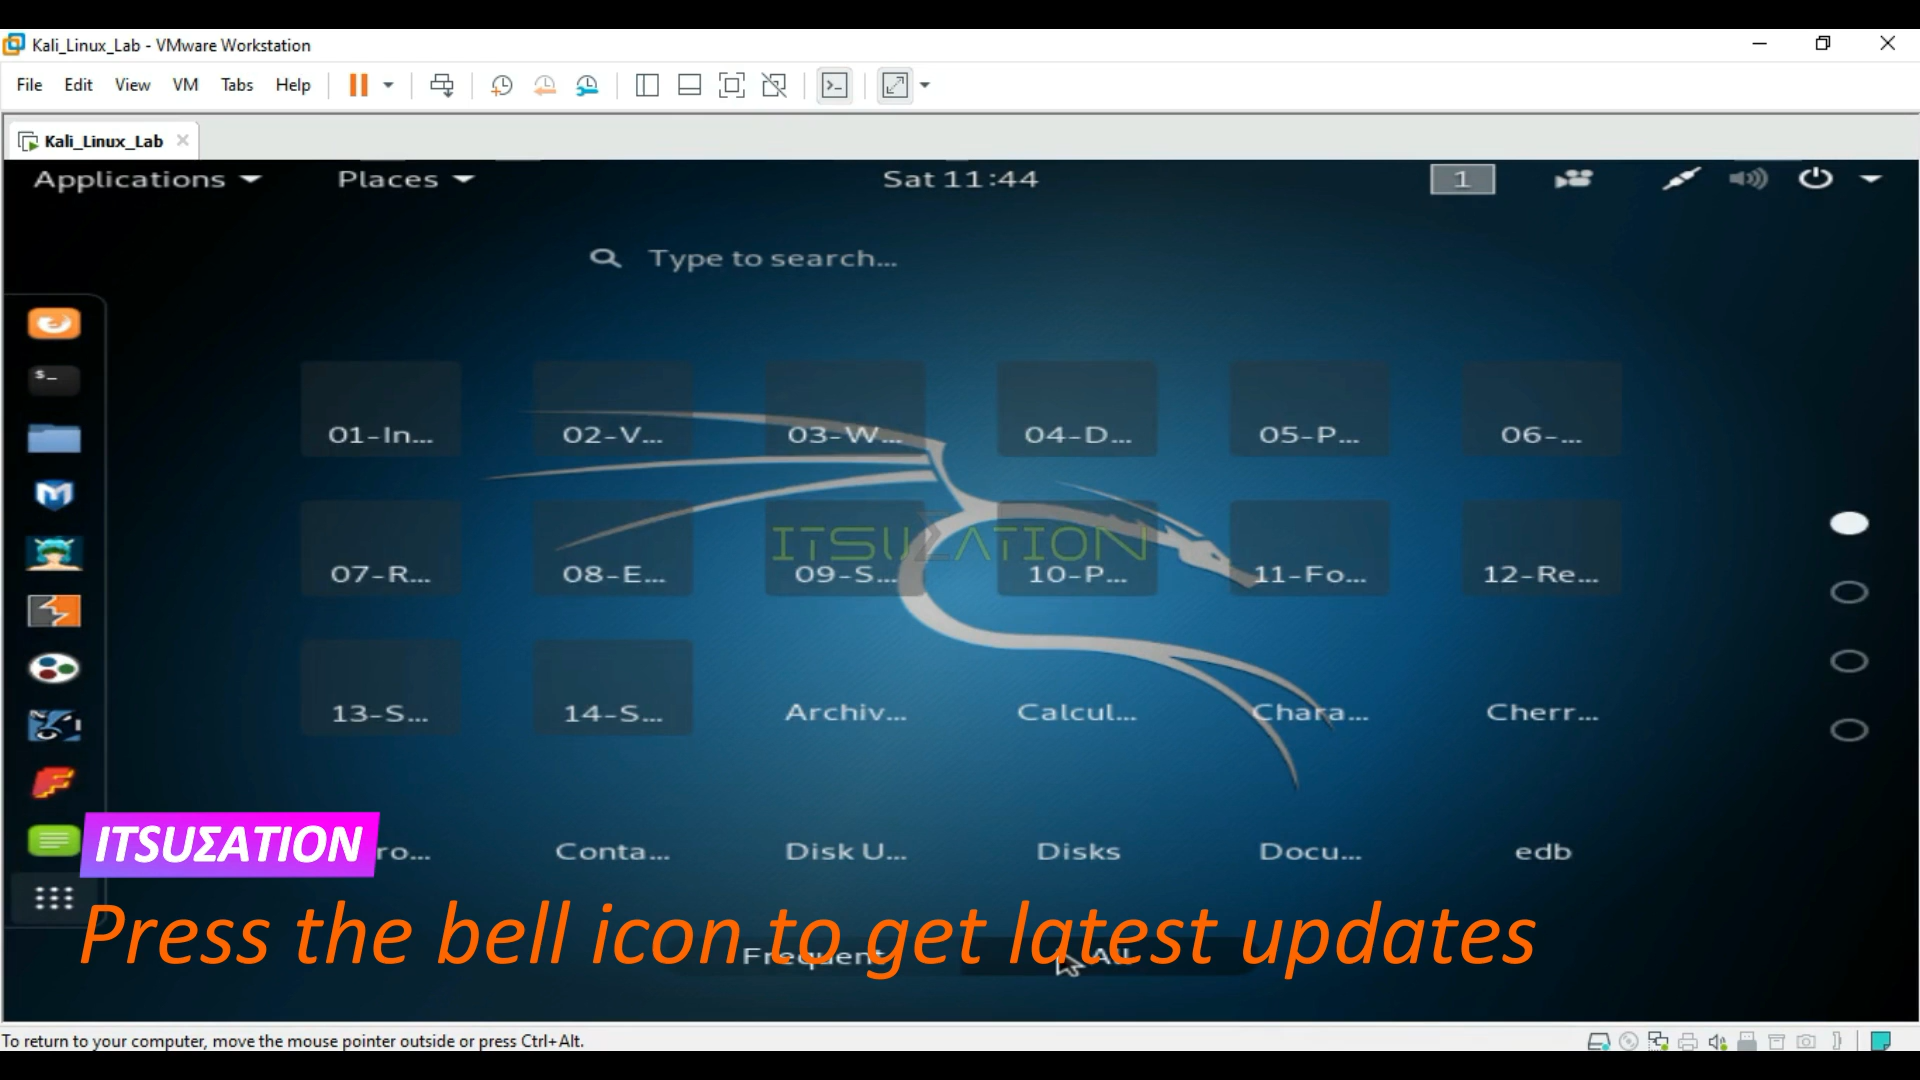 Kali_Linux_Lab - VMware Workstation
File Edit View VM Tabs Help
Kali_Linux_Lab
Applications Places Sat 11:44 1
Type to search...
$_
01-In... 02-V... 03-W... 04-D... 05-P... 06-...
ITSUΣATION
07-R... 08-E... 09-S... 10-P... 11-Fo... 12-Re...
13-S... 14-S... Archiv... Calcul... Chara... Cherr...
ITSUΣATION
ro... Conta... Disk U... Disks Docu... edb
Press the bell icon to get latest updates
Frequent All
To return to your computer, move the mouse pointer outside or press Ctrl+Alt.